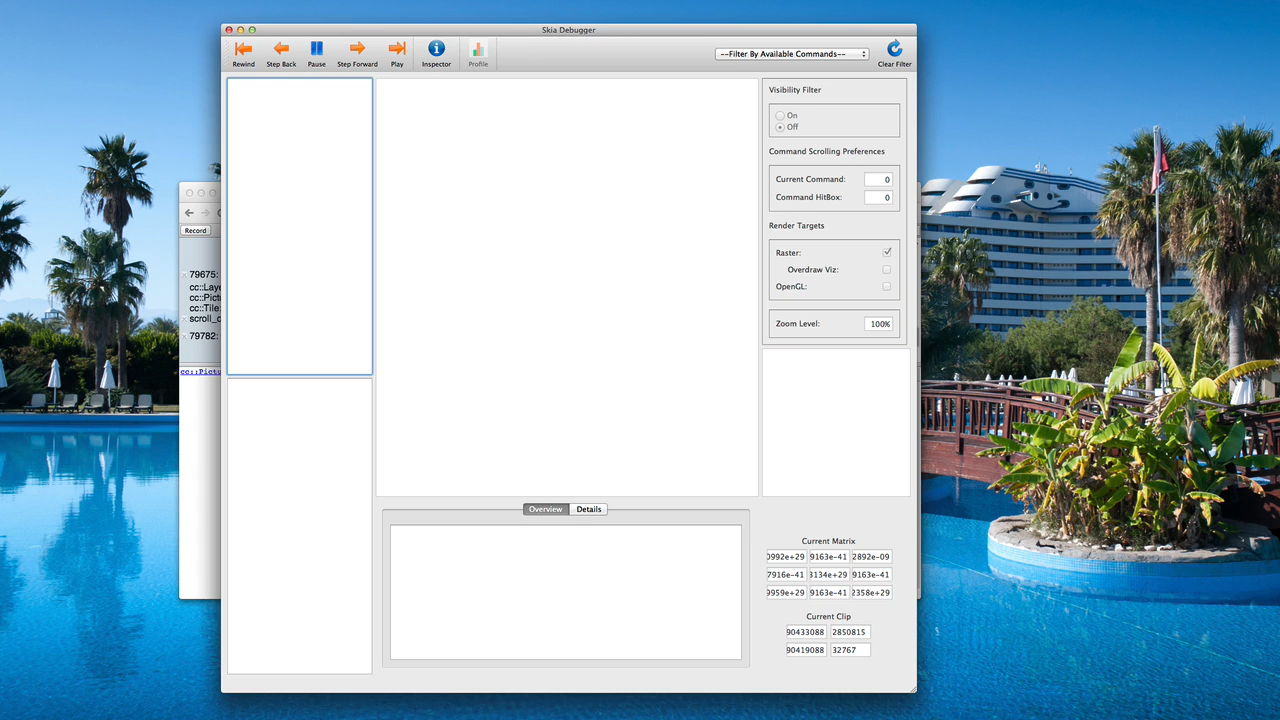 Skia Debugger
Rewind Step Back Pause Step Forward Play Inspector Profile --Filter By Available Commands-- Clear Filter
Visibility Filter
On
Off
Command Scrolling Preferences
Current Command: 0
Command HitBox: 0
Render Targets
Raster:
Overdraw Viz:
OpenGL:
Zoom Level: 100%
Record
79675:
cc::Laye
cc::Pictu
cc::Tile:
scroll_o
79782:
cc::Pictu
Overview Details
Current Matrix
0992e+29 9163e-41 2892e-09
7916e-41 3134e+29 9163e-41
9959e+29 9163e-41 2358e+29
Current Clip
90433088 2850815
90419088 32767